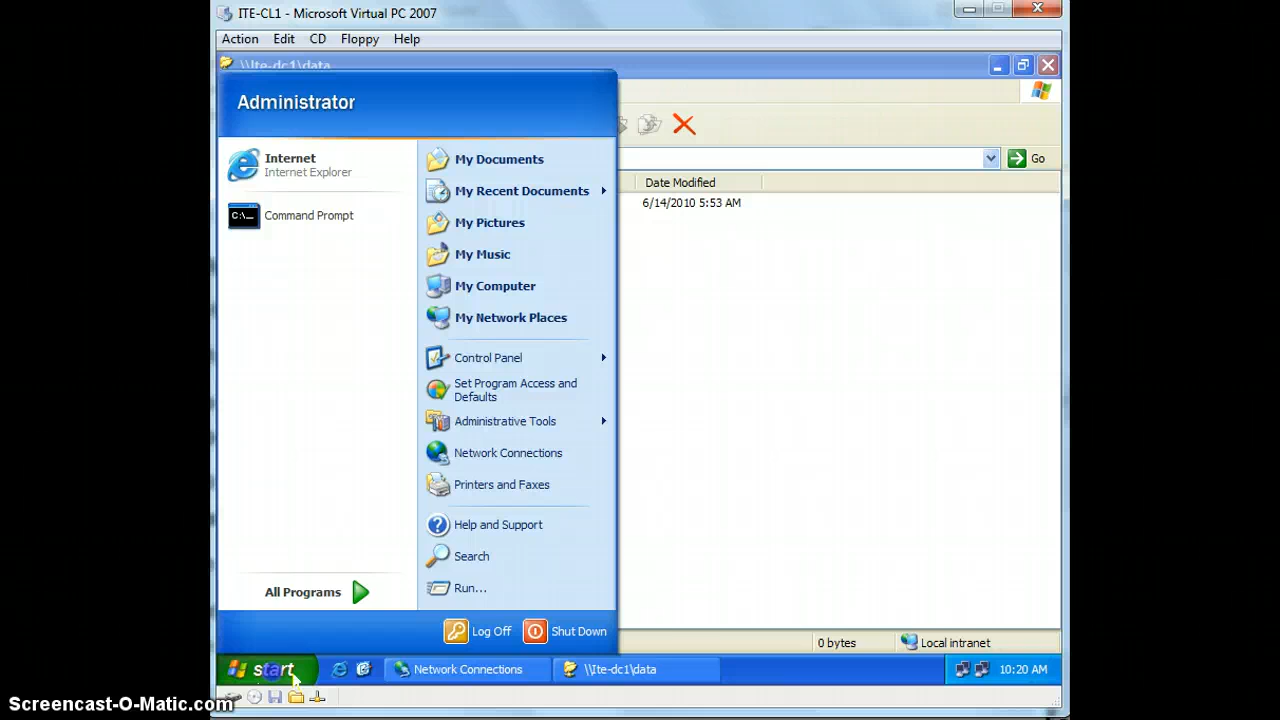 ITE-CL1 - Microsoft Virtual PC 2007
Action Edit CD Floppy Help
\\Ite-dc1\data
Administrator
Internet
Internet Explorer
Command Prompt
All Programs
My Documents
My Recent Documents
My Pictures
My Music
My Computer
My Network Places
Control Panel
Set Program Access and
Defaults
Administrative Tools
Network Connections
Printers and Faxes
Help and Support
Search
Run...
Log Off Shut Down
Go
Date Modified
6/14/2010 5:53 AM
0 bytes Local intranet
start Network Connections \\Ite-dc1\data 10:20 AM
Screencast-O-Matic.com
C:\_